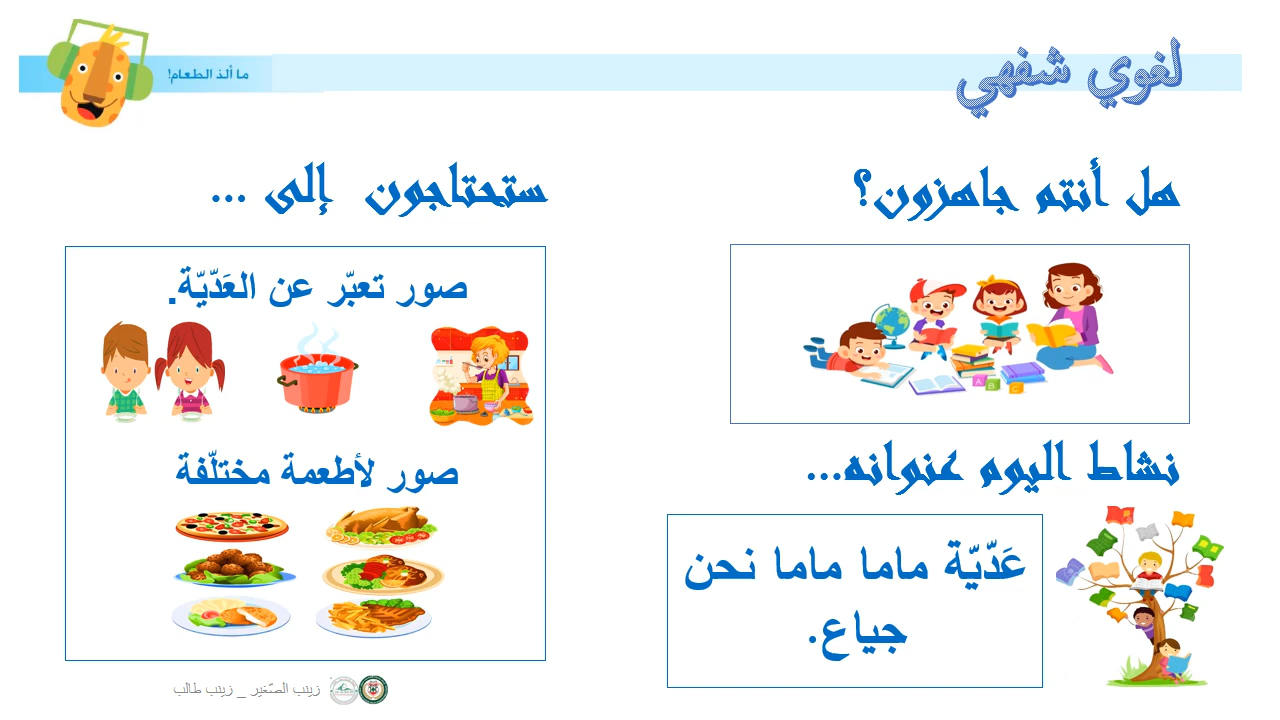 ما ألذ الطعام!
لغوي شفهي
هل أنتم جاهزون؟
نشاط اليوم عنوانه...
عَدّيّة ماما ماما نحن
جياع.
ستحتاجون إلى ...
صور تعبّر عن العَدّيّة.
صور لأطعمة مختلّفة
زينب الصّغير _ زينب طالب
A B C